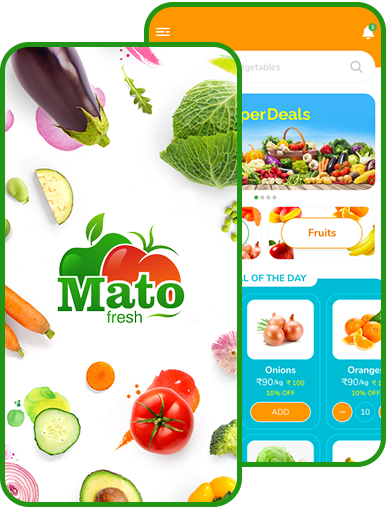 Mato
fresh
5
egetables
perDeals
Fruits
L OF THE DAY
Onions
₹90/kg ₹ 100
10% OFF
ADD
Orange
₹90/kg ₹ 10
10% OFF
− 10